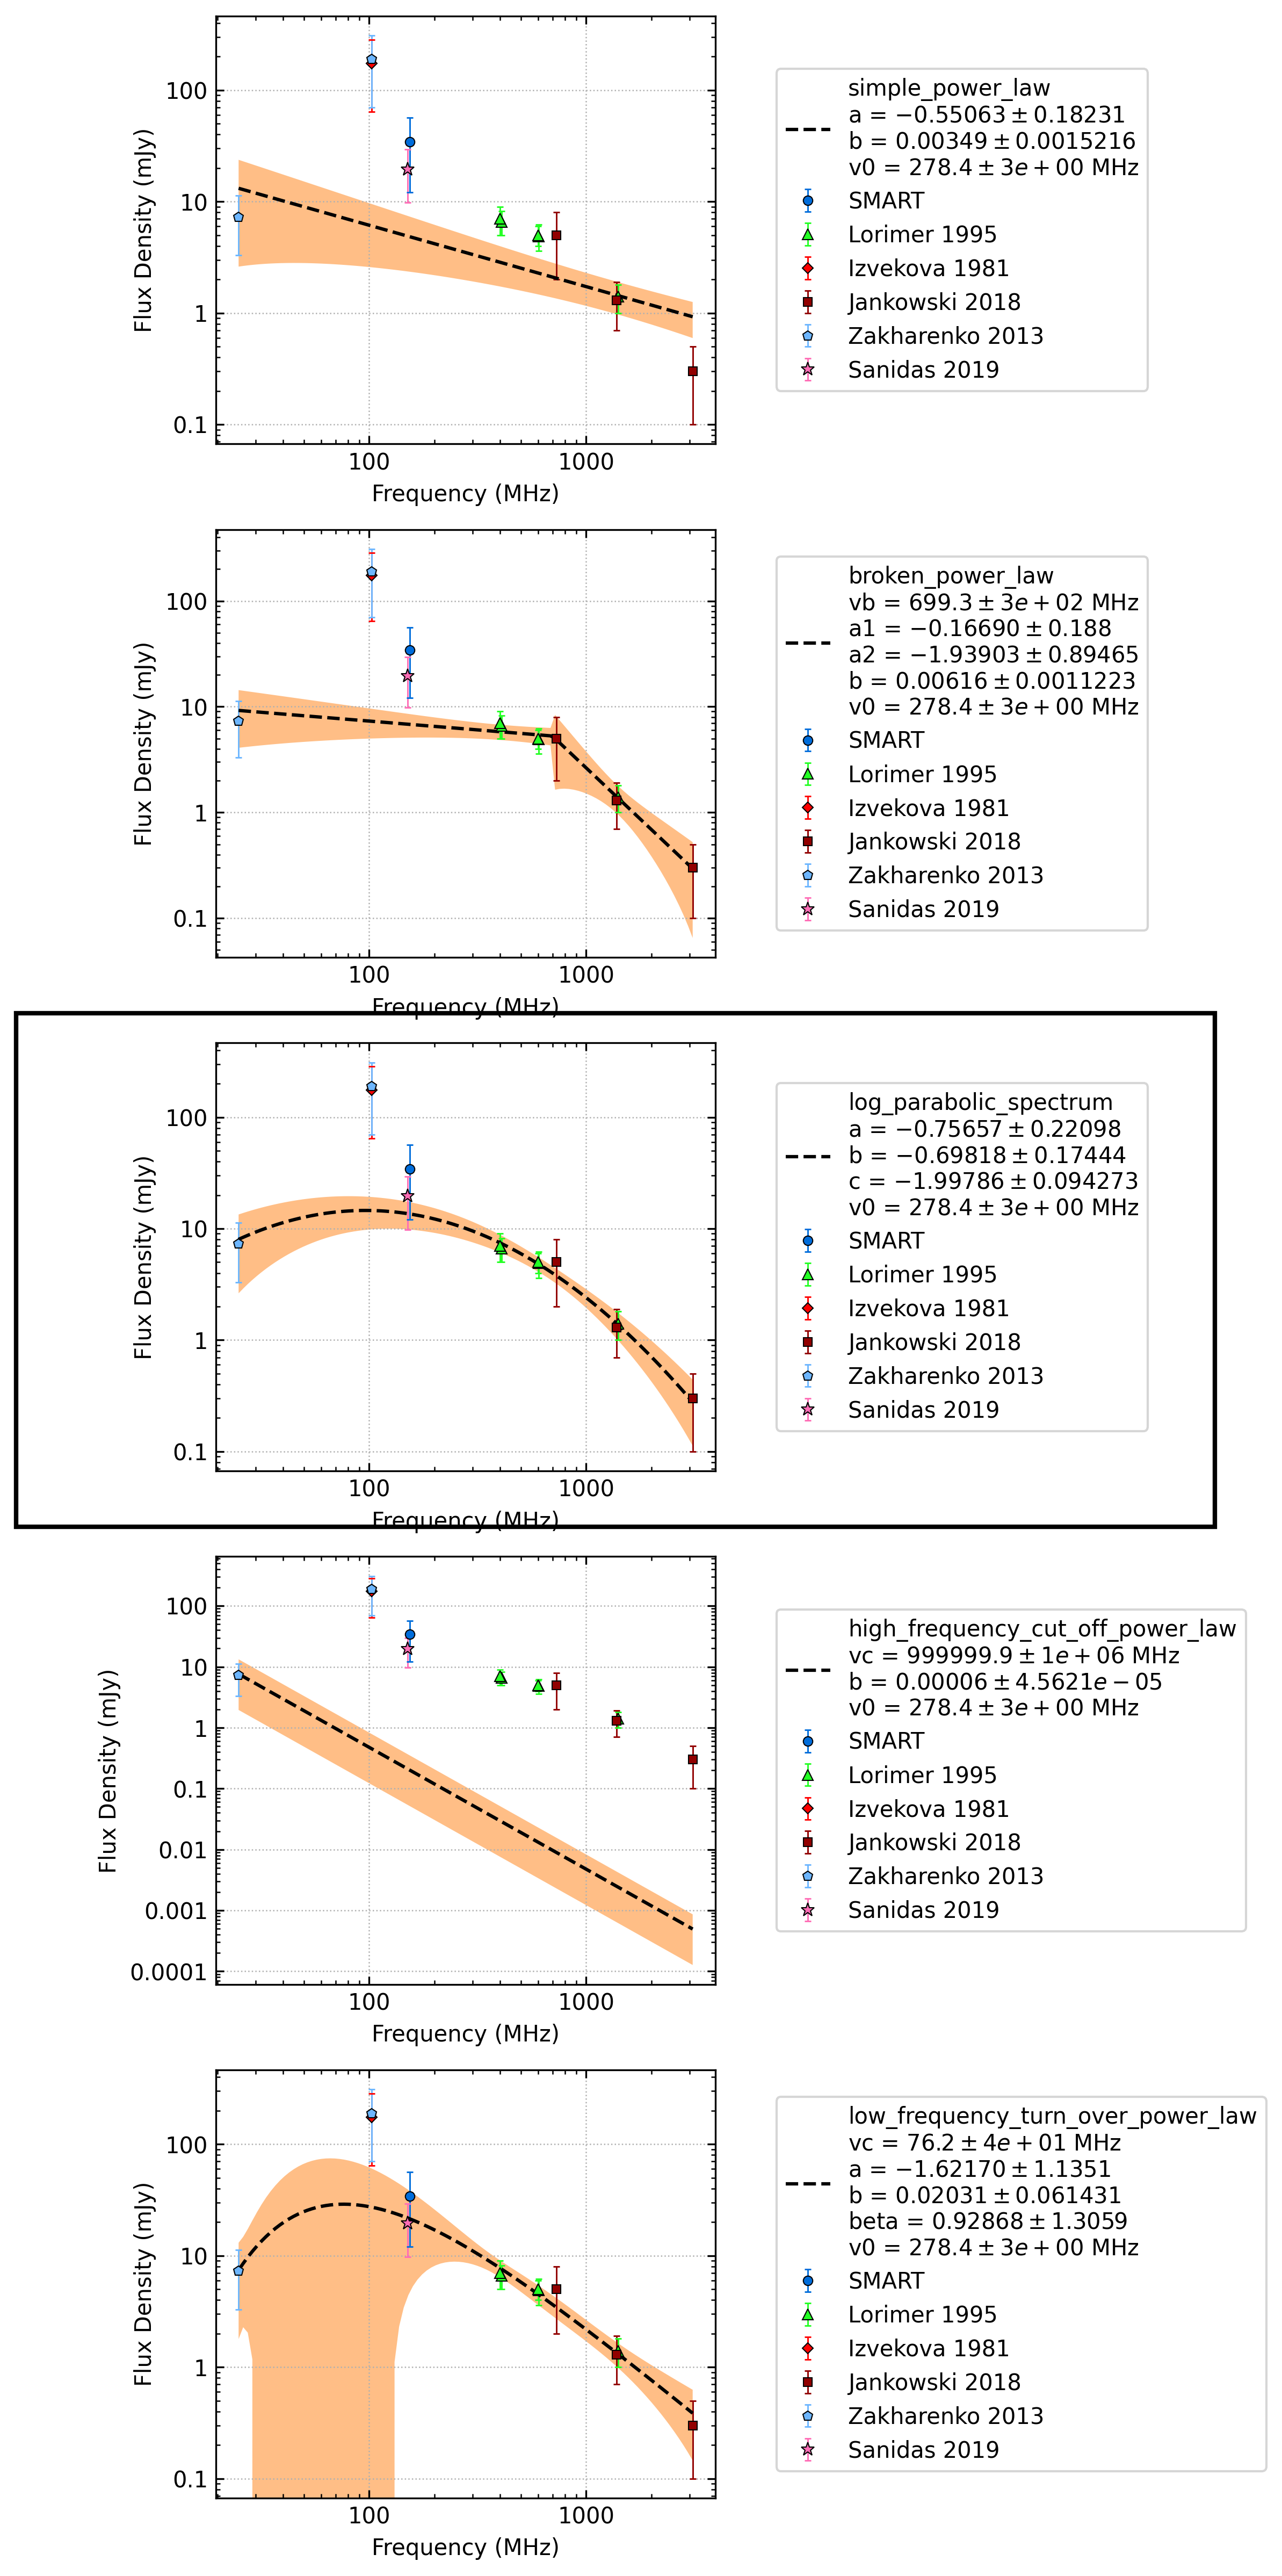 100
10
1
0.1
Flux Density (mJy)
100 1000
Frequency (MHz)
simple_power_law
a = −0.55063 ± 0.18231
b = 0.00349 ± 0.0015216
v0 = 278.4 ± 3e + 00 MHz
SMART
Lorimer 1995
Izvekova 1981
Jankowski 2018
Zakharenko 2013
Sanidas 2019
100
10
1
0.1
Flux Density (mJy)
100 1000
Frequency (MHz)
broken_power_law
vb = 699.3 ± 3e + 02 MHz
a1 = −0.16690 ± 0.188
a2 = −1.93903 ± 0.89465
b = 0.00616 ± 0.0011223
v0 = 278.4 ± 3e + 00 MHz
SMART
Lorimer 1995
Izvekova 1981
Jankowski 2018
Zakharenko 2013
Sanidas 2019
100
10
1
0.1
Flux Density (mJy)
100 1000
Frequency (MHz)
log_parabolic_spectrum
a = −0.75657 ± 0.22098
b = −0.69818 ± 0.17444
c = −1.99786 ± 0.094273
v0 = 278.4 ± 3e + 00 MHz
SMART
Lorimer 1995
Izvekova 1981
Jankowski 2018
Zakharenko 2013
Sanidas 2019
100
10
1
0.1
0.01
0.001
0.0001
Flux Density (mJy)
100 1000
Frequency (MHz)
high_frequency_cut_off_power_law
vc = 999999.9 ± 1e + 06 MHz
b = 0.00006 ± 4.5621e − 05
v0 = 278.4 ± 3e + 00 MHz
SMART
Lorimer 1995
Izvekova 1981
Jankowski 2018
Zakharenko 2013
Sanidas 2019
100
10
1
0.1
Flux Density (mJy)
100 1000
Frequency (MHz)
low_frequency_turn_over_power_law
vc = 76.2 ± 4e + 01 MHz
a = −1.62170 ± 1.1351
b = 0.02031 ± 0.061431
beta = 0.92868 ± 1.3059
v0 = 278.4 ± 3e + 00 MHz
SMART
Lorimer 1995
Izvekova 1981
Jankowski 2018
Zakharenko 2013
Sanidas 2019